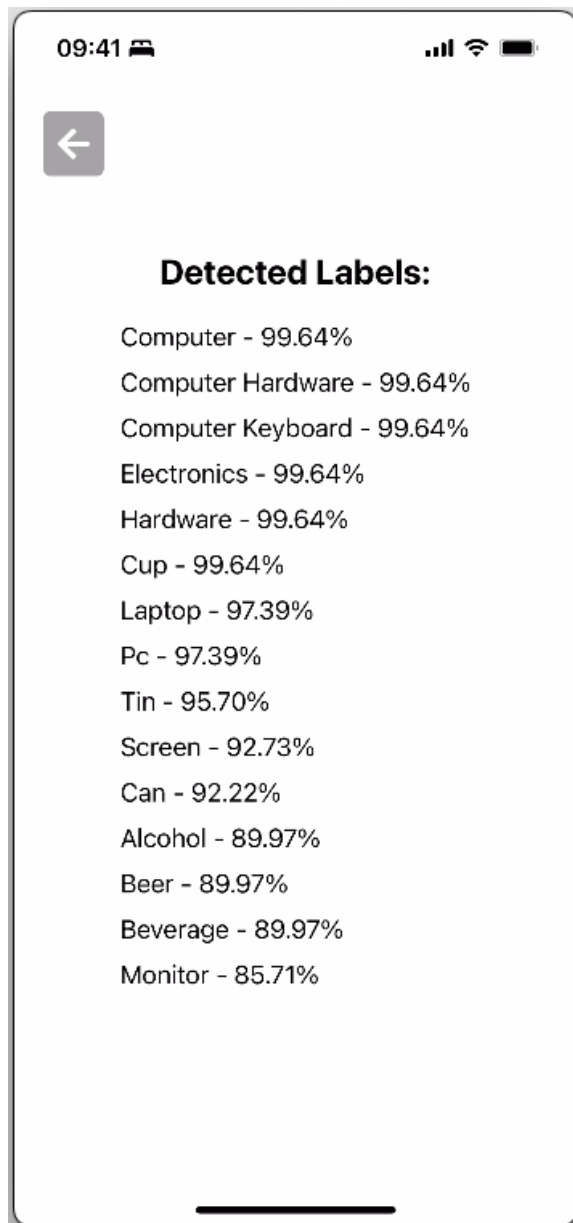 09:41
Detected Labels:
Computer - 99.64%
Computer Hardware - 99.64%
Computer Keyboard - 99.64%
Electronics - 99.64%
Hardware - 99.64%
Cup - 99.64%
Laptop - 97.39%
Pc - 97.39%
Tin - 95.70%
Screen - 92.73%
Can - 92.22%
Alcohol - 89.97%
Beer - 89.97%
Beverage - 89.97%
Monitor - 85.71%